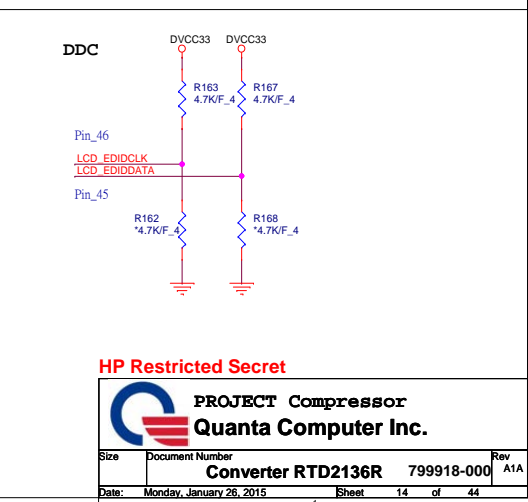 DDC
DVCC33 DVCC33
R163 R167
4.7K/F_4 4.7K/F_4
Pin_46
LCD_EDIDCLK
LCD_EDIDDATA
Pin_45
R162 R168
*4.7K/F_4 *4.7K/F_4
HP Restricted Secret
PROJECT Compressor
Quanta Computer Inc.
Size Document Number Rev
Converter RTD2136R 799918-000 A1A
Date: Monday, January 26, 2015 Sheet 14 of 44